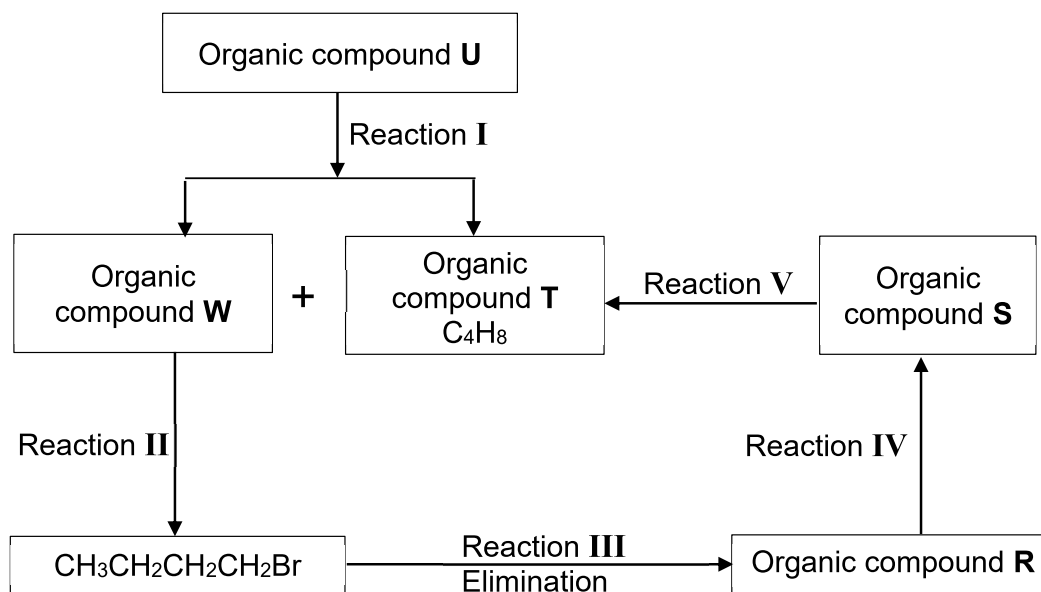 Organic compound U
Reaction I
Organic
compound W
+
Organic
compound T
C₄H₈
Reaction V
Organic
compound S
Reaction II
Reaction IV
CH₃CH₂CH₂CH₂Br
Reaction III
Elimination
Organic compound R